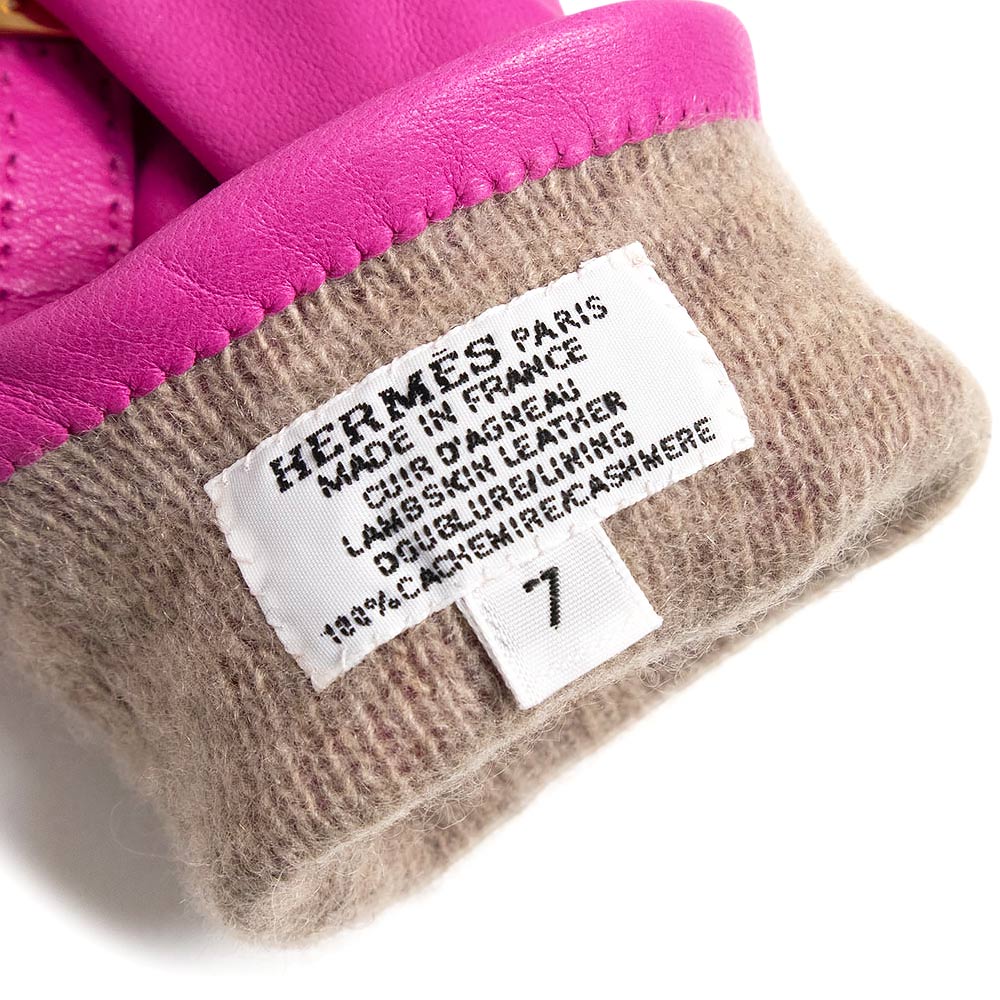 HERMÈS PARIS
MADE IN FRANCE
CUIR D'AGNEAU
LAMBSKIN LEATHER
DOUBLURE/LINING
100%CACHEMIRE/CASHMERE
7